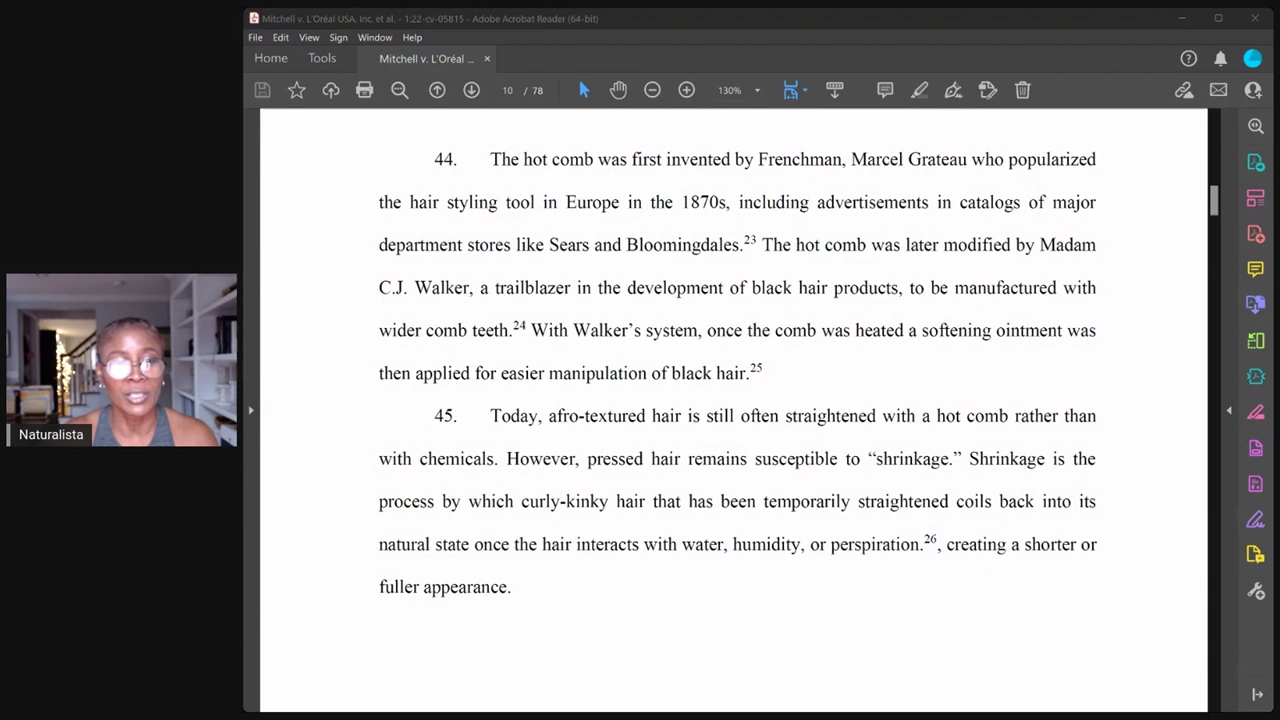 Mitchell v. L'Oréal USA, Inc. et al. - 1:22-cv-05815 - Adobe Acrobat Reader (64-bit)
File Edit View Sign Window Help
Home Tools Mitchell v. L'Oréal ... ×
10 / 78 130%
44. The hot comb was first invented by Frenchman, Marcel Grateau who popularized
the hair styling tool in Europe in the 1870s, including advertisements in catalogs of major
department stores like Sears and Bloomingdales.23 The hot comb was later modified by Madam
C.J. Walker, a trailblazer in the development of black hair products, to be manufactured with
wider comb teeth.24 With Walker's system, once the comb was heated a softening ointment was
then applied for easier manipulation of black hair.25
45. Today, afro-textured hair is still often straightened with a hot comb rather than
with chemicals. However, pressed hair remains susceptible to “shrinkage.” Shrinkage is the
process by which curly-kinky hair that has been temporarily straightened coils back into its
natural state once the hair interacts with water, humidity, or perspiration.26, creating a shorter or
fuller appearance.
Naturalista